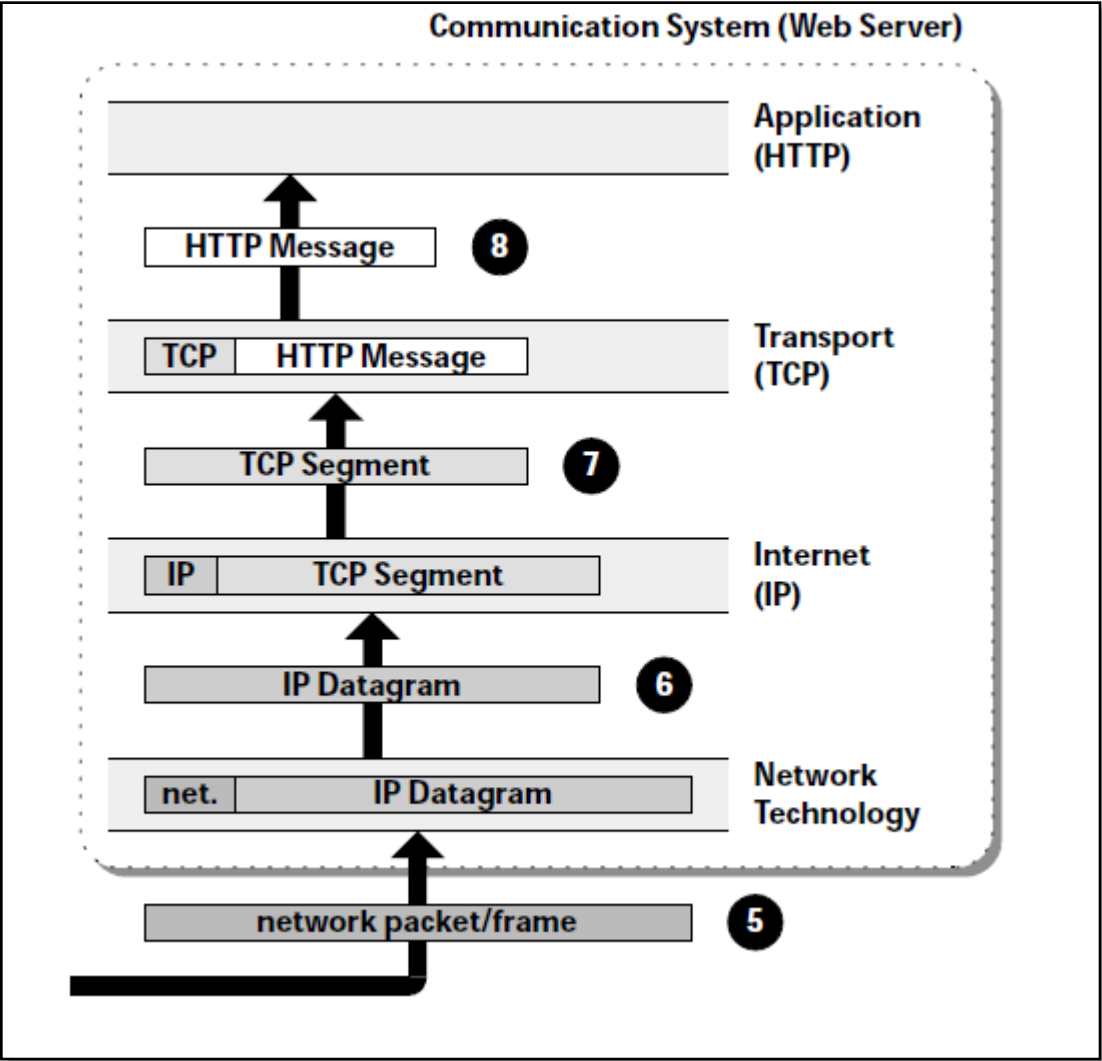 Communication System (Web Server)
Application
(HTTP)
HTTP Message
8
Transport
(TCP)
TCP
HTTP Message
TCP Segment
7
Internet
(IP)
IP
TCP Segment
IP Datagram
6
Network
Technology
net.
IP Datagram
network packet/frame
5